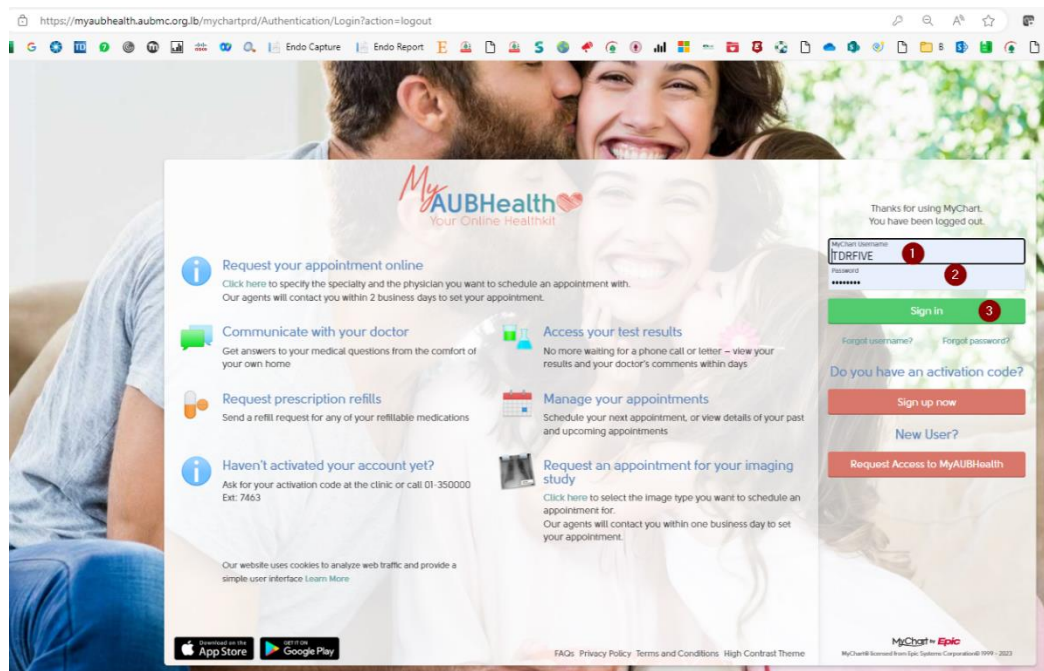 https://myaubhealth.aubmc.org.lb/mychartprd/Authentication/Login?action=logout
Endo Capture
Endo Report
My
AUBHealth
Your Online Healthkit
Request your appointment online
Click here to specify the specialty and the physician you want to schedule an appointment with.
Our agents will contact you within 2 business days to set your appointment.
Communicate with your doctor
Get answers to your medical questions from the comfort of
your own home
Access your test results
No more waiting for a phone call or letter – view your
results and your doctor's comments within days
Request prescription refills
Send a refill request for any of your refillable medications
Manage your appointments
Schedule your next appointment, or view details of your past
and upcoming appointments
Haven't activated your account yet?
Ask for your activation code at the clinic or call 01-350000
Ext: 7463
Request an appointment for your imaging
study
Click here to select the image type you want to schedule an
appointment for.
Our agents will contact you within one business day to set
your appointment.
Our website uses cookies to analyze web traffic and provide a
simple user interface Learn More
Download on the
App Store
GET IT ON
Google Play
FAQs Privacy Policy Terms and Conditions High Contrast Theme
Thanks for using MyChart.
You have been logged out.
MyChart Username
TDRFIVE
1
Password
2
Sign in
3
Forgot username? Forgot password?
Do you have an activation code?
Sign up now
New User?
Request Access to MyAUBHealth
MyChart by Epic
MyChart® licensed from Epic Systems Corporation© 1999 - 2023